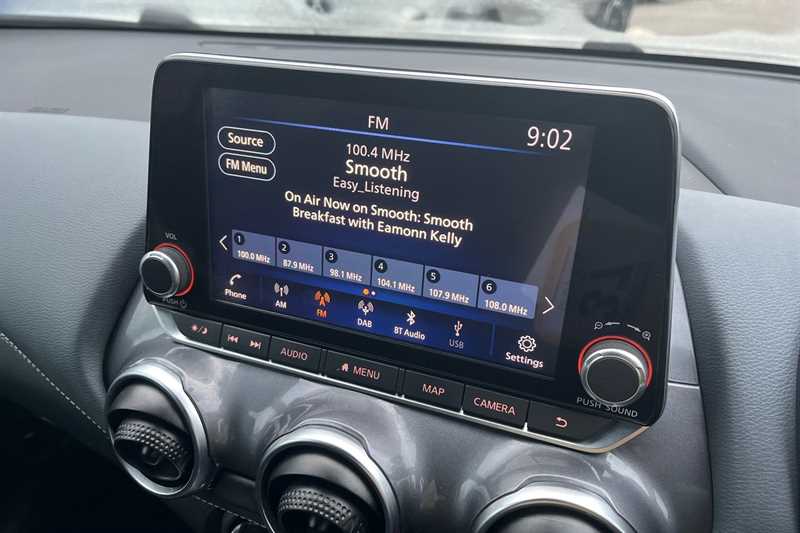 FM
9:02
Source
FM Menu
100.4 MHz
Smooth
Easy_Listening
On Air Now on Smooth: Smooth
Breakfast with Eamonn Kelly
1
100.0 MHz
2
87.9 MHz
3
98.1 MHz
4
104.1 MHz
5
107.9 MHz
6
108.0 MHz
Phone
AM
FM
DAB
BT Audio
USB
Settings
VOL
PUSH
AUDIO
MENU
MAP
CAMERA
PUSH SOUND